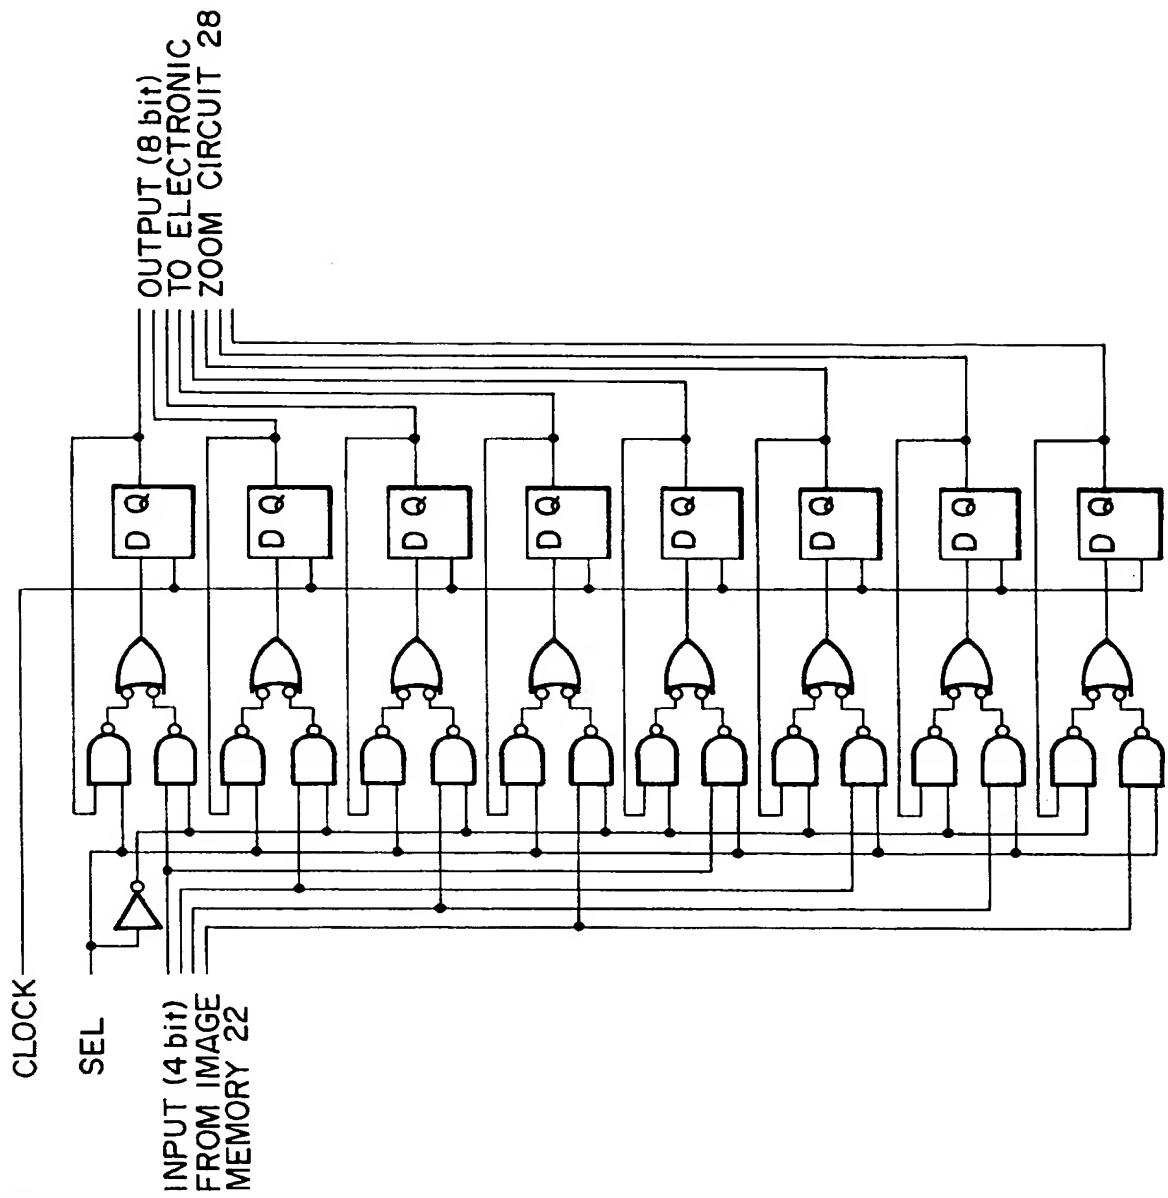 CLOCK
SEL
INPUT (4 bit)
FROM IMAGE
MEMORY 22
OUTPUT (8 bit)
TO ELECTRONIC
ZOOM CIRCUIT 28
D Q
D Q
D Q
D Q
D Q
D Q
D Q
D Q